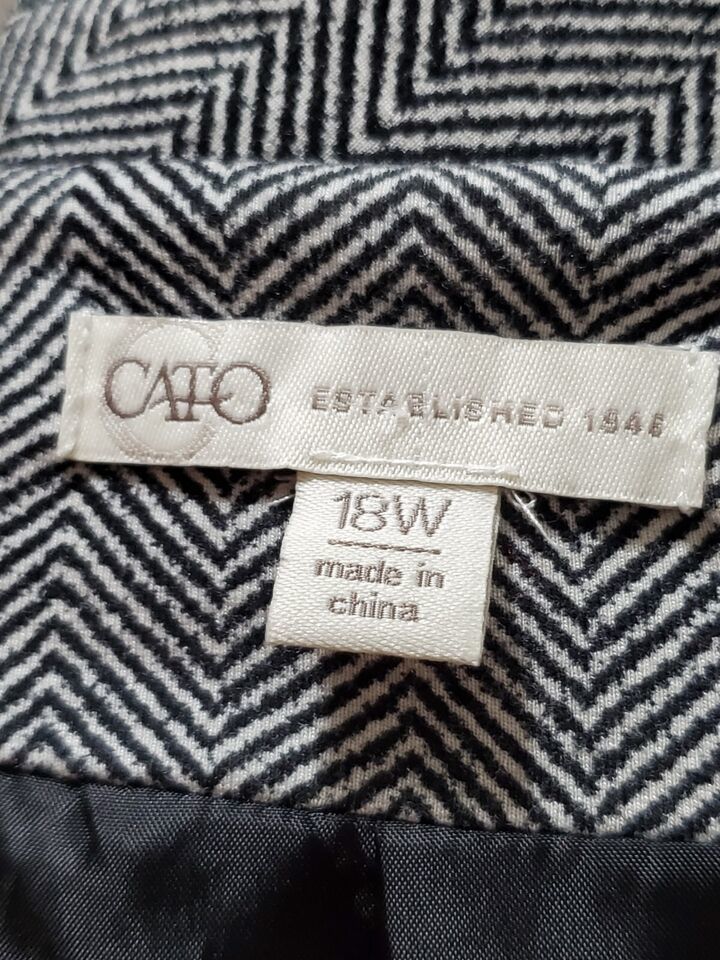 CATO ESTABLISHED 1946
18W
made in
china